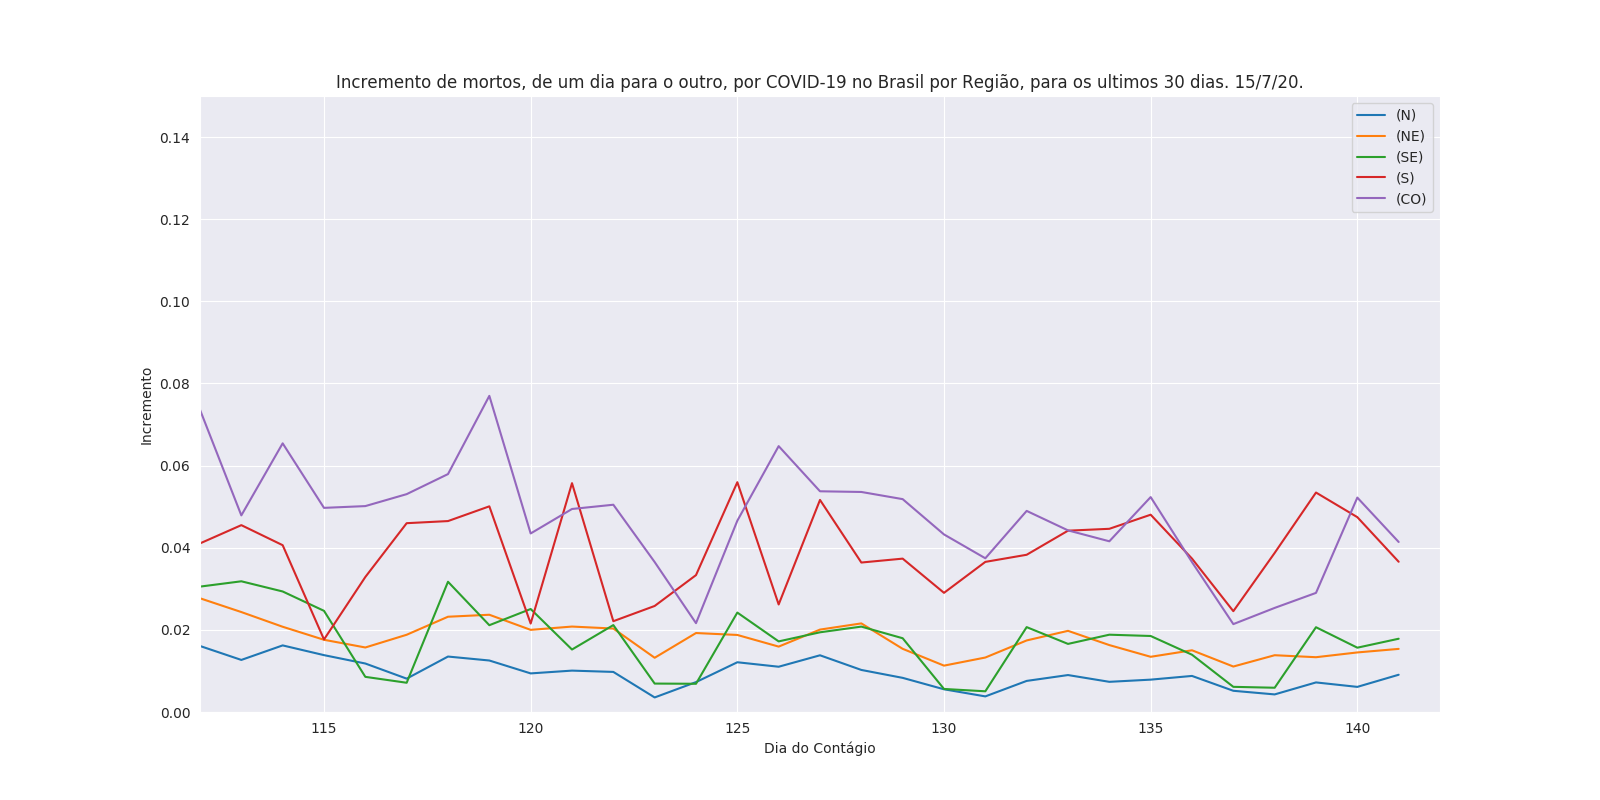 Incremento de mortos, de um dia para o outro, por COVID-19 no Brasil por Região, para os ultimos 30 dias. 15/7/20.
(N)
(NE)
(SE)
(S)
(CO)
Incremento
0.14
0.12
0.10
0.08
0.06
0.04
0.02
0.00
115 120 125 130 135 140
Dia do Contágio